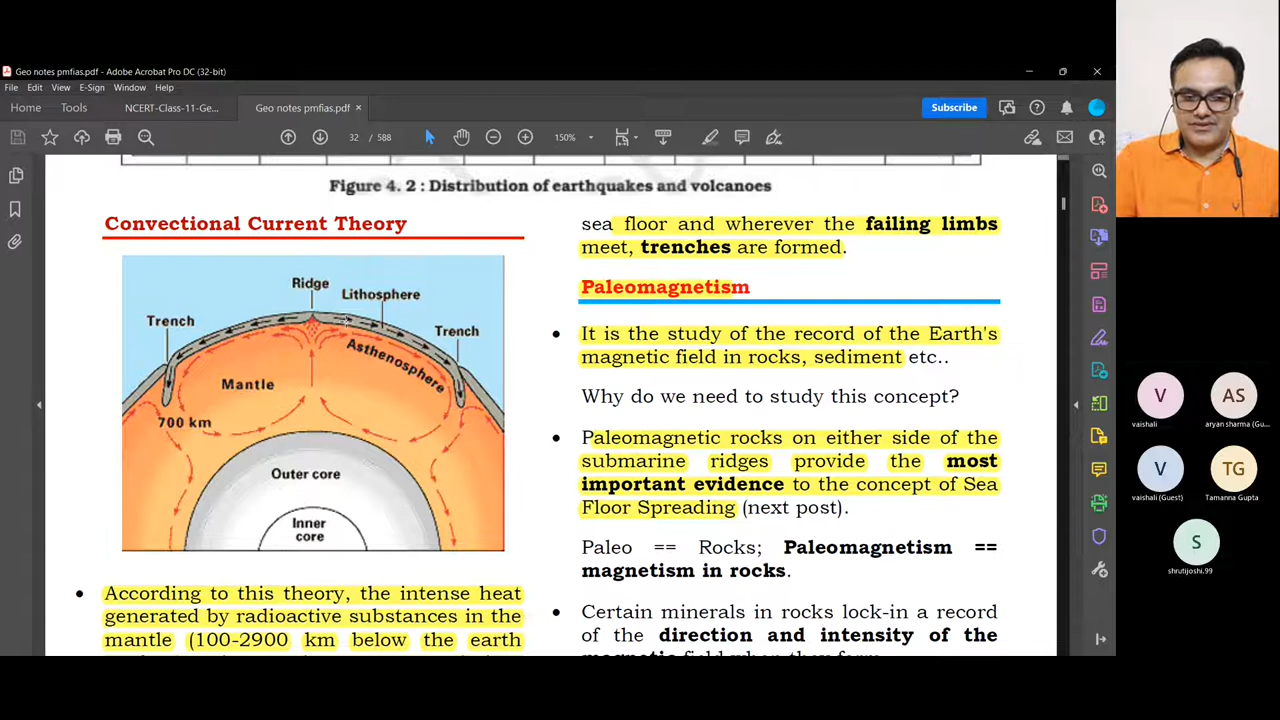 Geo notes pmfias.pdf - Adobe Acrobat Pro DC (32-bit)
File Edit View E-Sign Window Help
Home Tools NCERT-Class-11-Ge... Geo notes pmfias.pdf × Subscribe
32 / 588 150%
Figure 4. 2 : Distribution of earthquakes and volcanoes
Convectional Current Theory
Ridge
Lithosphere
Trench
Trench
Asthenosphere
Mantle
700 km
Outer core
Inner
core
• According to this theory, the intense heat
generated by radioactive substances in the
mantle (100-2900 km below the earth
sea floor and wherever the failing limbs
meet, trenches are formed.
Paleomagnetism
• It is the study of the record of the Earth's
magnetic field in rocks, sediment etc..
Why do we need to study this concept?
• Paleomagnetic rocks on either side of the
submarine ridges provide the most
important evidence to the concept of Sea
Floor Spreading (next post).
Paleo == Rocks; Paleomagnetism ==
magnetism in rocks.
• Certain minerals in rocks lock-in a record
of the direction and intensity of the
magnetic field when they form.
V
vaishali
AS
aryan sharma (Gu...
V
vaishali (Guest)
TG
Tamanna Gupta
S
shrutijoshi.99